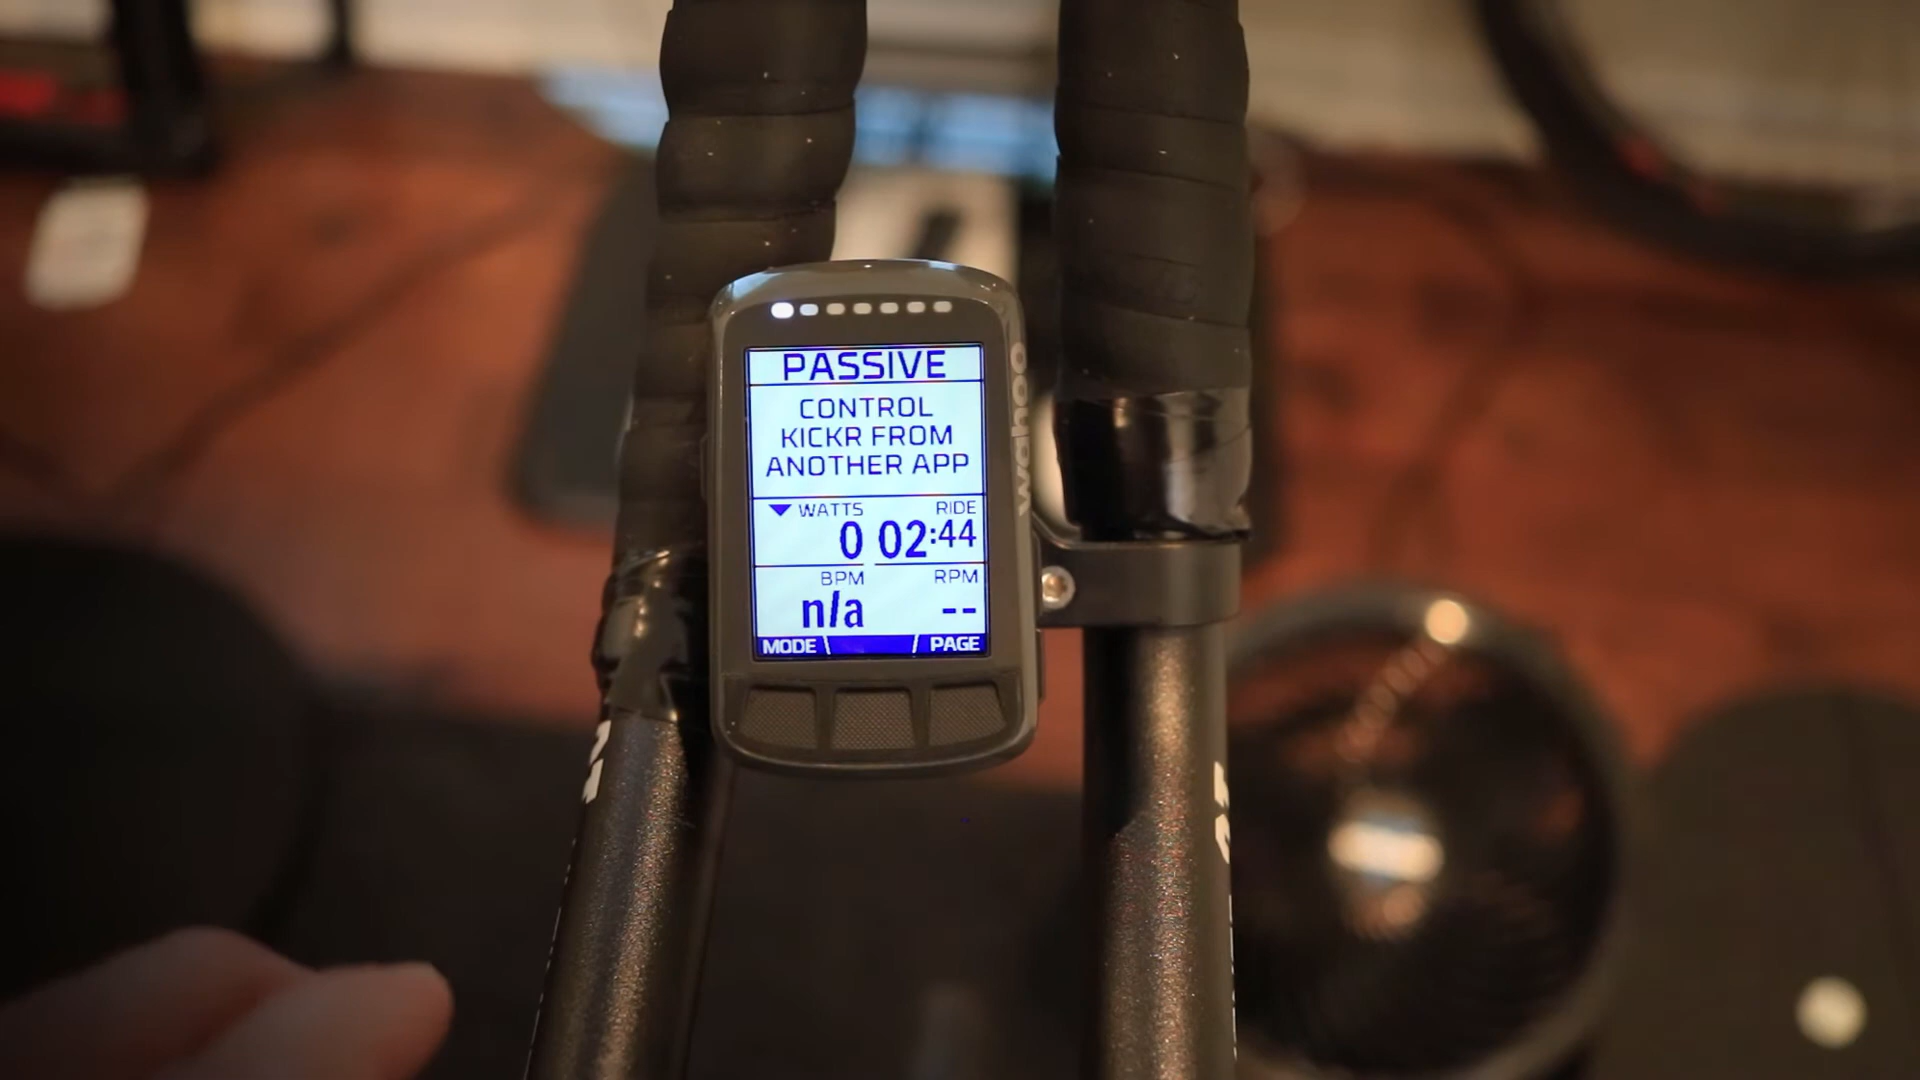 PASSIVE
CONTROL
KICKR FROM
ANOTHER APP
WATTS RIDE
0 02:44
BPM RPM
n/a --
MODE PAGE
wahoo